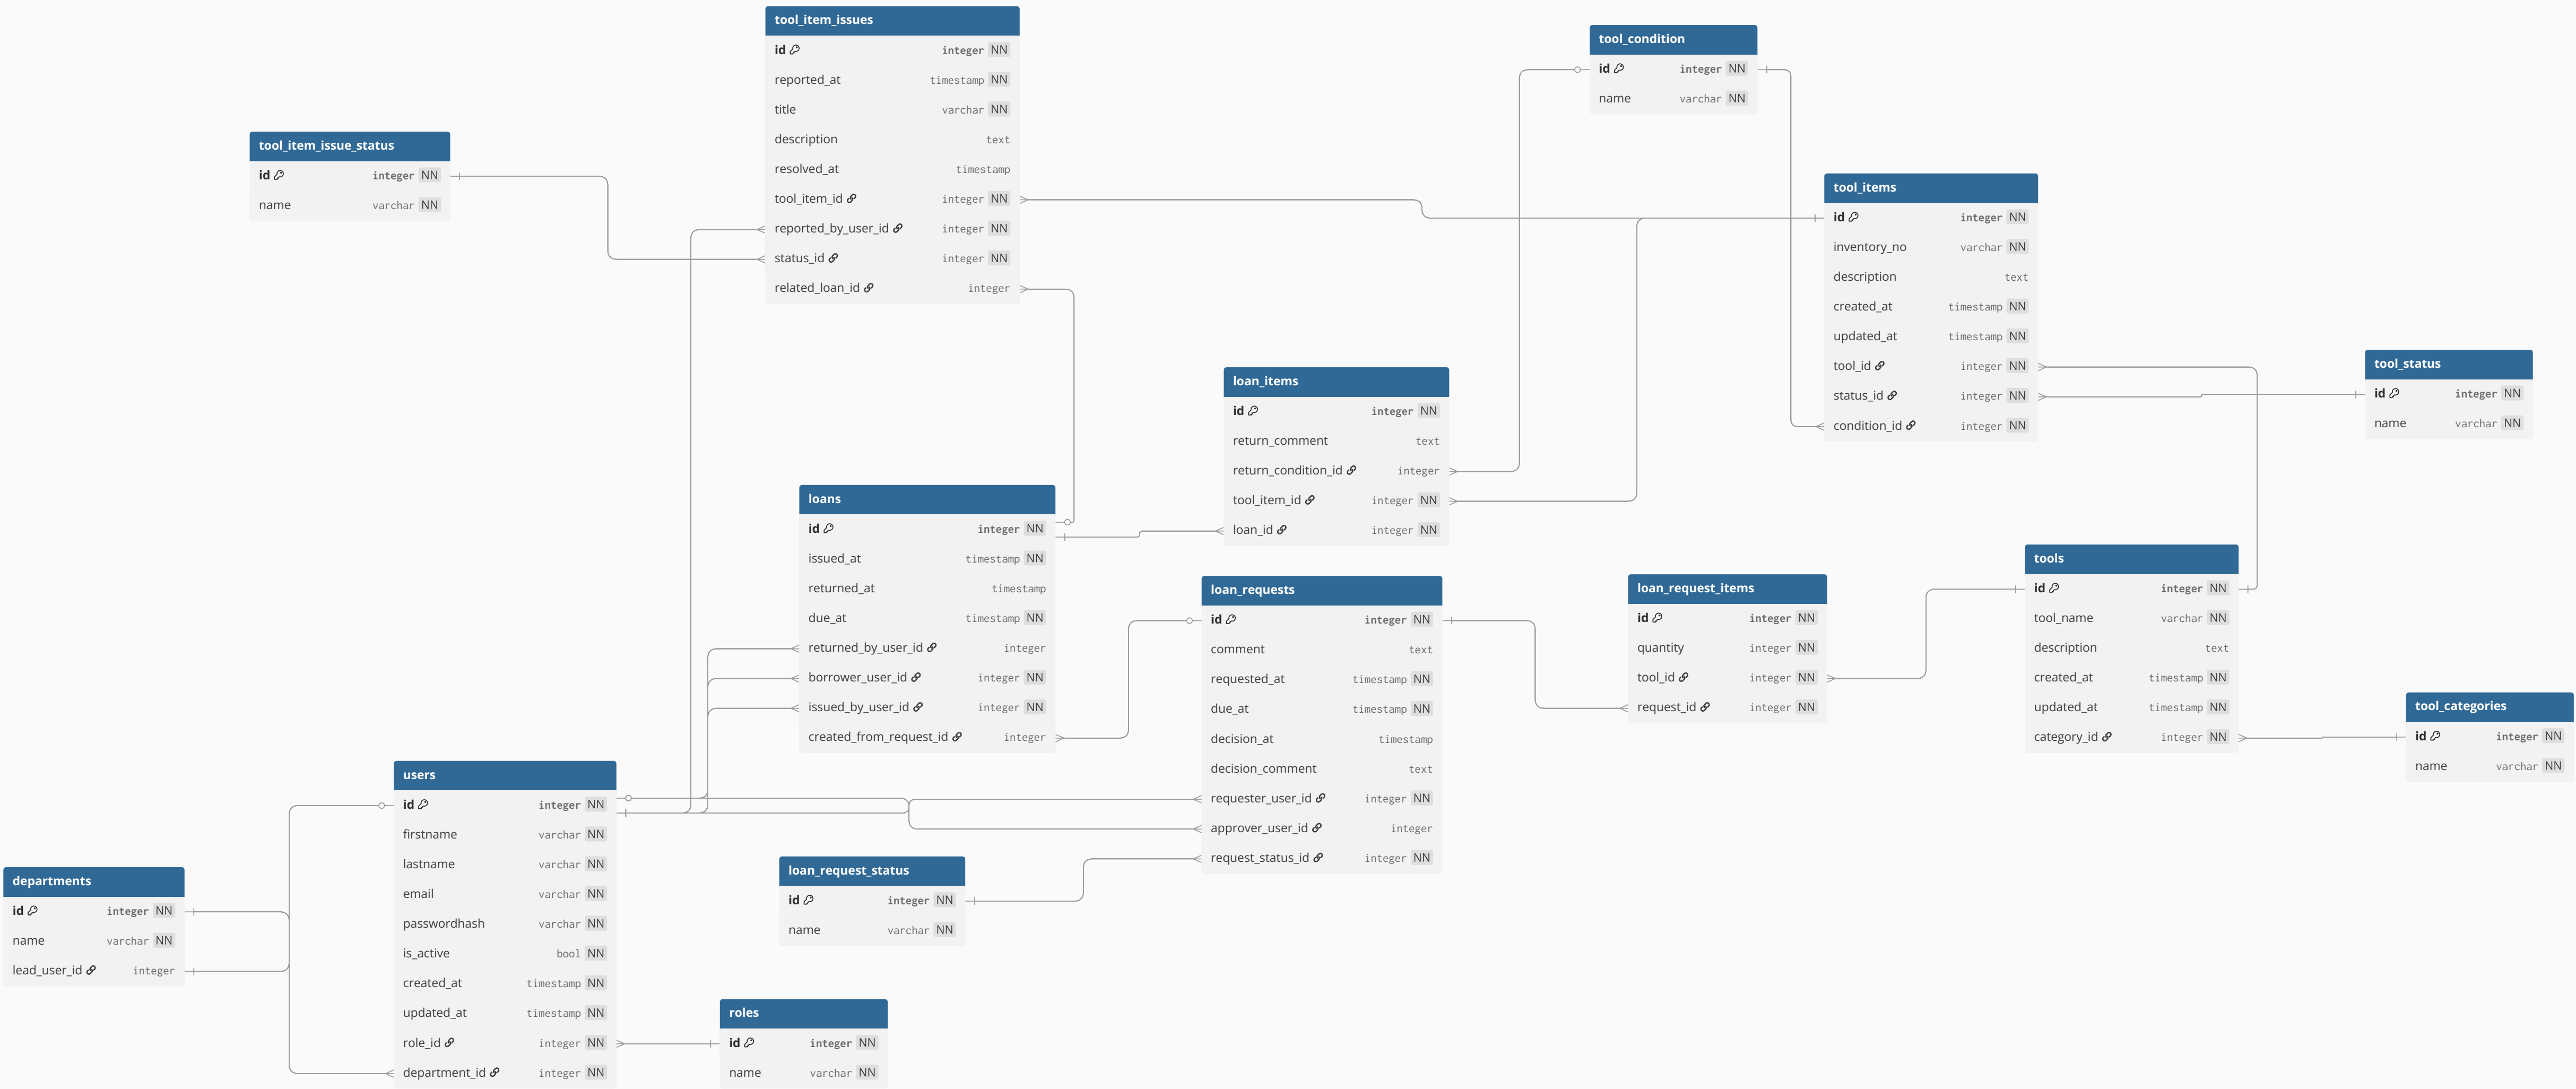 tool_item_issues
id integer NN
reported_at timestamp NN
title varchar NN
description text
resolved_at timestamp
tool_item_id integer NN
reported_by_user_id integer NN
status_id integer NN
related_loan_id integer
tool_condition
id integer NN
name varchar NN
tool_item_issue_status
id integer NN
name varchar NN
tool_items
id integer NN
inventory_no varchar NN
description text
created_at timestamp NN
updated_at timestamp NN
tool_id integer NN
status_id integer NN
condition_id integer NN
tool_status
id integer NN
name varchar NN
loan_items
id integer NN
return_comment text
return_condition_id integer
tool_item_id integer NN
loan_id integer NN
loans
id integer NN
issued_at timestamp NN
returned_at timestamp
due_at timestamp NN
returned_by_user_id integer
borrower_user_id integer NN
issued_by_user_id integer NN
created_from_request_id integer
loan_requests
id integer NN
comment text
requested_at timestamp NN
due_at timestamp NN
decision_at timestamp
decision_comment text
requester_user_id integer NN
approver_user_id integer
request_status_id integer NN
loan_request_items
id integer NN
quantity integer NN
tool_id integer NN
request_id integer NN
tools
id integer NN
tool_name varchar NN
description text
created_at timestamp NN
updated_at timestamp NN
category_id integer NN
tool_categories
id integer NN
name varchar NN
users
id integer NN
firstname varchar NN
lastname varchar NN
email varchar NN
passwordhash varchar NN
is_active bool NN
created_at timestamp NN
updated_at timestamp NN
role_id integer NN
department_id integer NN
departments
id integer NN
name varchar NN
lead_user_id integer
loan_request_status
id integer NN
name varchar NN
roles
id integer NN
name varchar NN